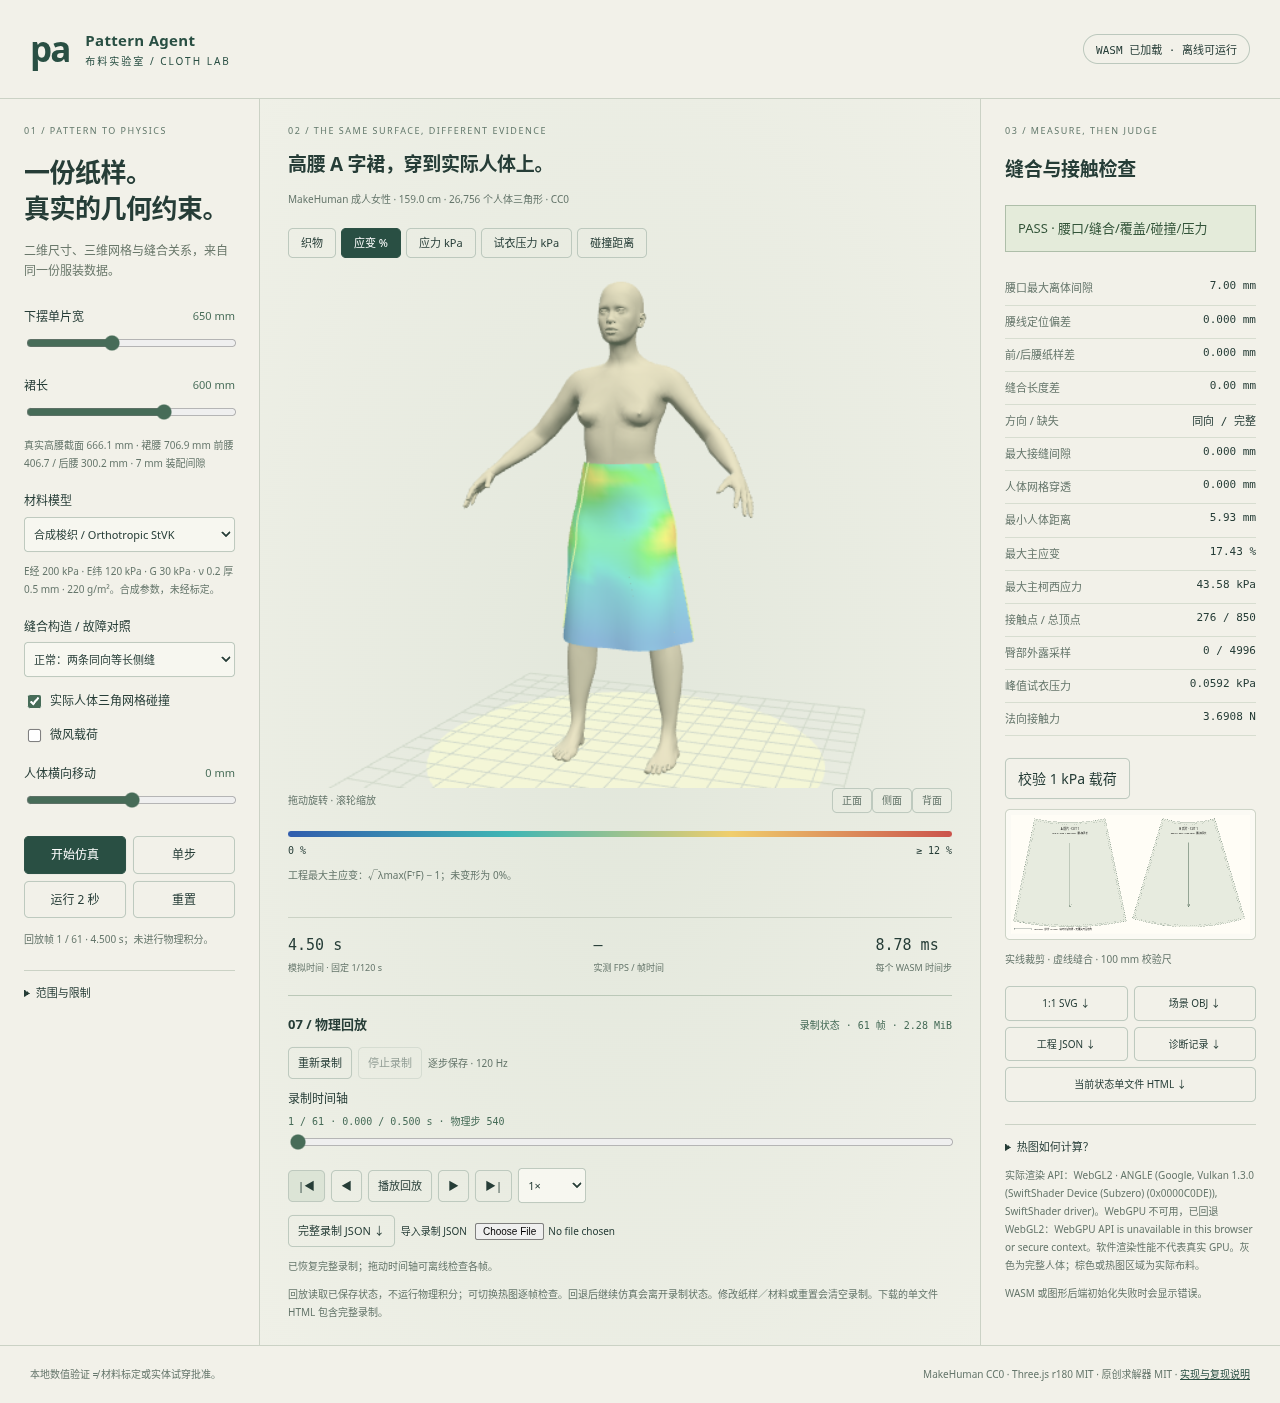 pa
Pattern Agent
布料实验室 / CLOTH LAB
WASM 已加载 · 离线可运行
01 / PATTERN TO PHYSICS
一份纸样。
真实的几何约束。
二维尺寸、三维网格与缝合关系，来自
同一份服装数据。
下摆单片宽
650 mm
裙长
600 mm
真实高腰截面 666.1 mm · 裙腰 706.9 mm 前腰
406.7 / 后腰 300.2 mm · 7 mm 装配间隙
材料模型
合成梭织 / Orthotropic StVK
E经 200 kPa · E纬 120 kPa · G 30 kPa · ν 0.2 厚
0.5 mm · 220 g/m²。合成参数，未经标定。
缝合构造 / 故障对照
正常：两条同向等长侧缝
实际人体三角网格碰撞
微风载荷
人体横向移动
0 mm
开始仿真
单步
运行 2 秒
重置
回放帧 1 / 61 · 4.500 s；未进行物理积分。
▶ 范围与限制
02 / THE SAME SURFACE, DIFFERENT EVIDENCE
高腰 A 字裙，穿到实际人体上。
MakeHuman 成人女性 · 159.0 cm · 26,756 个人体三角形 · CC0
织物
应变 %
应力 kPa
试衣压力 kPa
碰撞距离
拖动旋转 · 滚轮缩放
正面
侧面
背面
0 %
≥ 12 %
工程最大主应变：√λmax(FᵀF) − 1；未变形为 0%。
4.50 s
模拟时间 · 固定 1/120 s
—
实测 FPS / 帧时间
8.78 ms
每个 WASM 时间步
07 / 物理回放
录制状态 · 61 帧 · 2.28 MiB
重新录制
停止录制
逐步保存 · 120 Hz
录制时间轴
1 / 61 · 0.000 / 0.500 s · 物理步 540
|◀
◀
播放回放
▶
▶|
1×
完整录制 JSON ↓
导入录制 JSON
Choose File
No file chosen
已恢复完整录制；拖动时间轴可离线检查各帧。
回放读取已保存状态，不运行物理积分；可切换热图逐帧检查。回退后继续仿真会离开录制状态。修改纸样／材料或重置会清空录制。下载的单文件
HTML 包含完整录制。
03 / MEASURE, THEN JUDGE
缝合与接触检查
PASS · 腰口/缝合/覆盖/碰撞/压力
腰口最大离体间隙
7.00 mm
腰线定位偏差
0.000 mm
前/后腰纸样差
0.000 mm
缝合长度差
0.00 mm
方向 / 缺失
同向 / 完整
最大接缝间隙
0.000 mm
人体网格穿透
0.000 mm
最小人体距离
5.93 mm
最大主应变
17.43 %
最大主柯西应力
43.58 kPa
接触点 / 总顶点
276 / 850
臀部外露采样
0 / 4996
峰值试衣压力
0.0592 kPa
法向接触力
3.6908 N
校验 1 kPa 载荷
实线裁剪 · 虚线缝合 · 100 mm 校验尺
1:1 SVG ↓
场景 OBJ ↓
工程 JSON ↓
诊断记录 ↓
当前状态单文件 HTML ↓
▶ 热图如何计算？
实际渲染 API：WebGL2 · ANGLE (Google, Vulkan 1.3.0
(SwiftShader Device (Subzero) (0x0000C0DE)),
SwiftShader driver)。WebGPU 不可用，已回退
WebGL2：WebGPU API is unavailable in this browser
or secure context。软件渲染性能不代表真实 GPU。灰
色为完整人体；棕色或热图区域为实际布料。
WASM 或图形后端初始化失败时会显示错误。
本地数值验证 ≠ 材料标定或实体试穿批准。
MakeHuman CC0 · Three.js r180 MIT · 原创求解器 MIT · 实现与复现说明